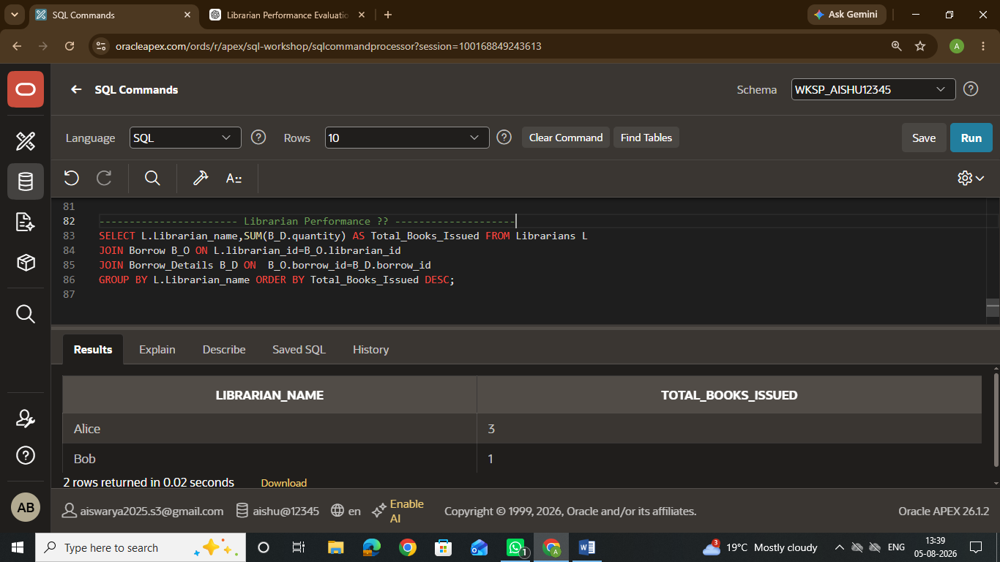 SQL Commands
Librarian Performance Evaluatio
Ask Gemini
oracleapex.com/ords/r/apex/sql-workshop/sqlcommandprocessor?session=100168849243613
A
SQL Commands
Schema
WKSP_AISHU12345
Language
SQL
Rows
10
Clear Command
Find Tables
Save
Run
A::
81
82 ----------------------- Librarian Performance ?? --------------------
83 SELECT L.Librarian_name,SUM(B_D.quantity) AS Total_Books_Issued FROM Librarians L
84 JOIN Borrow B_O ON L.librarian_id=B_O.librarian_id
85 JOIN Borrow_Details B_D ON  B_O.borrow_id=B_D.borrow_id
86 GROUP BY L.Librarian_name ORDER BY Total_Books_Issued DESC;
87
Results
Explain
Describe
Saved SQL
History
LIBRARIAN_NAME TOTAL_BOOKS_ISSUED
Alice 3
Bob 1
2 rows returned in 0.02 seconds
Download
AB
aiswarya2025.s3@gmail.com
aishu@12345
en
Enable
AI
Copyright © 1999, 2026, Oracle and/or its affiliates.
Oracle APEX 26.1.2
Type here to search
1
A
W
3
19°C Mostly cloudy
ENG
13:39
05-08-2026